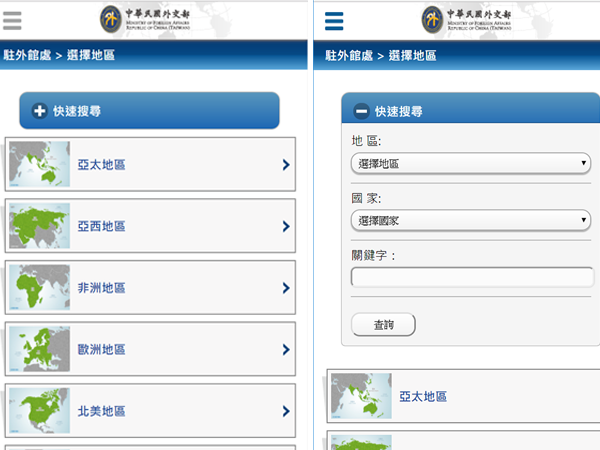 中華民國外交部
MINISTRY OF FOREIGN AFFAIRS
REPUBLIC OF CHINA (TAIWAN)
駐外館處 > 選擇地區
快速搜尋
亞太地區
亞西地區
非洲地區
歐洲地區
北美地區
中華民國外交部
MINISTRY OF FOREIGN AFFAIRS
REPUBLIC OF CHINA (TAIWAN)
駐外館處 > 選擇地區
快速搜尋
地 區:
選擇地區
國 家:
選擇國家
關鍵字 :
查詢
亞太地區